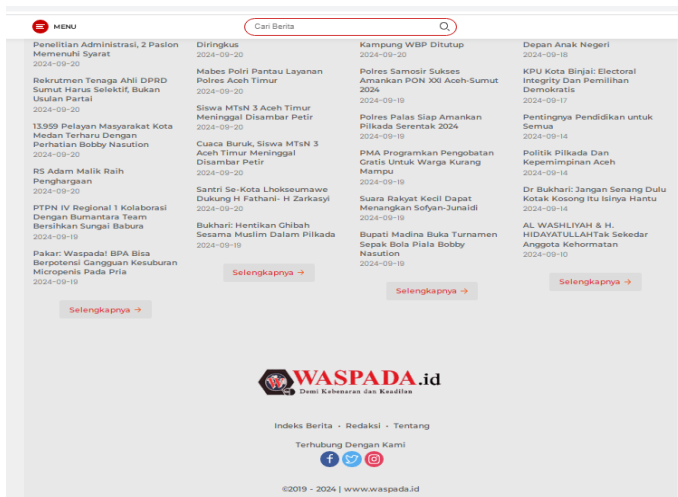 MENU
Cari Berita
Penelitian Administrasi, 2 Paslon
Memenuhi Syarat
2024-09-20
Rekrutmen Tenaga Ahli DPRD
Sumut Harus Selektif, Bukan
Usulan Partai
2024-09-20
13.959 Pelayan Masyarakat Kota
Medan Terharu Dengan
Perhatian Bobby Nasution
2024-09-20
RS Adam Malik Raih
Penghargaan
2024-09-20
PTPN IV Regional 1 Kolaborasi
Dengan Bumantara Team
Bersihkan Sungai Babura
2024-09-19
Pakar: Waspada! BPA Bisa
Berpotensi Gangguan Kesuburan
Micropenis Pada Pria
2024-09-19
Selengkapnya →
Diringkus
2024-09-20
Mabes Polri Pantau Layanan
Polres Aceh Timur
2024-09-20
Siswa MTsN 3 Aceh Timur
Meninggal Disambar Petir
2024-09-20
Cuaca Buruk, Siswa MTsN 3
Aceh Timur Meninggal
Disambar Petir
2024-09-20
Santri Se-Kota Lhokseumawe
Dukung H Fathani- H Zarkasyi
2024-09-20
Bukhari: Hentikan Ghibah
Sesama Muslim Dalam Pilkada
2024-09-19
Selengkapnya →
Kampung WBP Ditutup
2024-09-20
Polres Samosir Sukses
Amankan PON XXI Aceh-Sumut
2024
2024-09-19
Polres Palas Siap Amankan
Pilkada Serentak 2024
2024-09-19
PMA Programkan Pengobatan
Gratis Untuk Warga Kurang
Mampu
2024-09-19
Suara Rakyat Kecil Dapat
Menangkan Sofyan-Junaidi
2024-09-19
Bupati Madina Buka Turnamen
Sepak Bola Piala Bobby
Nasution
2024-09-19
Selengkapnya →
Depan Anak Negeri
2024-09-18
KPU Kota Binjai: Electoral
Integrity Dan Pemilihan
Demokratis
2024-09-17
Pentingnya Pendidikan untuk
Semua
2024-09-14
Politik Pilkada Dan
Kepemimpinan Aceh
2024-09-14
Dr Bukhari: Jangan Senang Dulu
Kotak Kosong Itu Isinya Hantu
2024-09-14
AL WASHLIYAH & H.
HIDAYATULLAHTak Sekedar
Anggota Kehormatan
2024-09-10
Selengkapnya →
WASPADA.id
Demi Kebenaran dan Keadilan
Indeks Berita • Redaksi • Tentang
Terhubung Dengan Kami
©2019 - 2024 | www.waspada.id